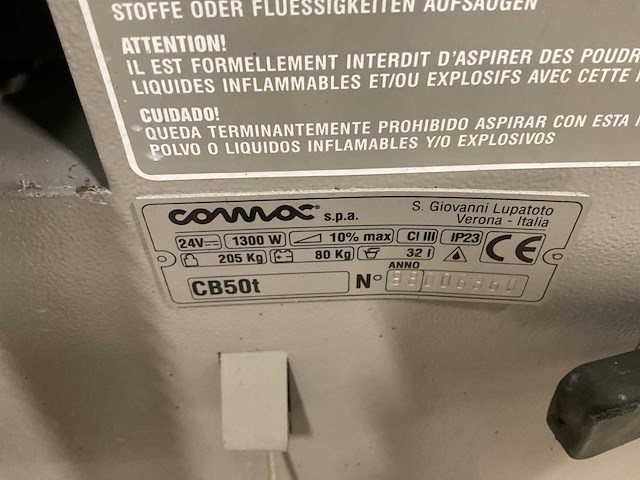 STOFFE ODER FLUESSIGKEITEN AUFSAUGEN
ATTENTION!
IL EST FORMELLEMENT INTERDIT D'ASPIRER DES POUDR
LIQUIDES INFLAMMABLES ET/OU EXPLOSIFS AVEC CETTE
CUIDADO!
QUEDA TERMINANTEMENTE PROHIBIDO ASPIRAR CON ESTA
POLVO O LIQUIDOS INFLAMABLES Y/O EXPLOSIVO
comac® s.p.a. S. Giovanni Lupatoto
Verona - Italia
24V 1300 W 10% max Cl III IP23 CE
205 Kg 80 Kg 32 l
ANNO
CB50t N°